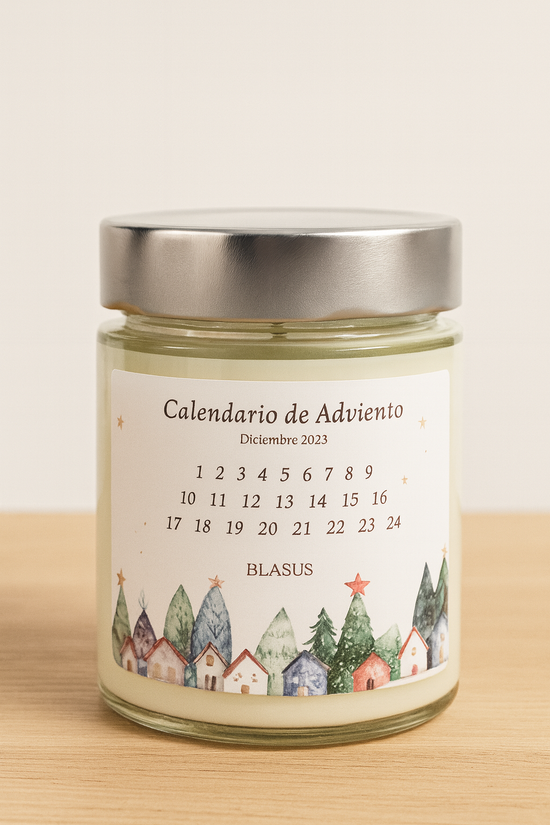 Calendario de Adviento
Diciembre 2023
1 2 3 4 5 6 7 8 9
10 11 12 13 14 15 16
17 18 19 20 21 22 23 24
BLASUS